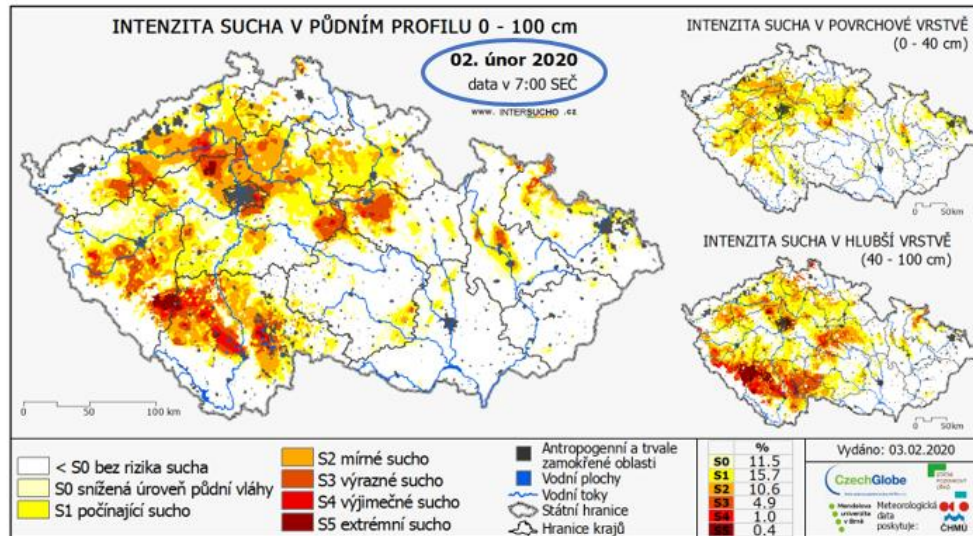 INTENZITA SUCHA V PŮDNÍM PROFILU 0 - 100 cm
02. únor 2020
data v 7:00 SEČ
www. INTERSUCHO .cz
INTENZITA SUCHA V POVRCHOVÉ VRSTVĚ
(0 - 40 cm)
0 50 km
INTENZITA SUCHA V HLUBŠÍ VRSTVĚ
(40 - 100 cm)
0 50 km
0 50 100 km
< S0 bez rizika sucha
S0 snížená úroveň půdní vláhy
S1 počínající sucho
S2 mírné sucho
S3 výrazné sucho
S4 výjimečné sucho
S5 extrémní sucho
Antropogenní a trvale
zamokřené oblasti
Vodní plochy
Vodní toky
Státní hranice
Hranice krajů
%
S0 11.5
S1 15.7
S2 10.6
S3 4.9
S4 1.0
S5 0.4
Vydáno: 03.02.2020
CzechGlobe
Mendelova
univerzita
v Brně
Meteorologická
data
poskytuje:
ČHMÚ